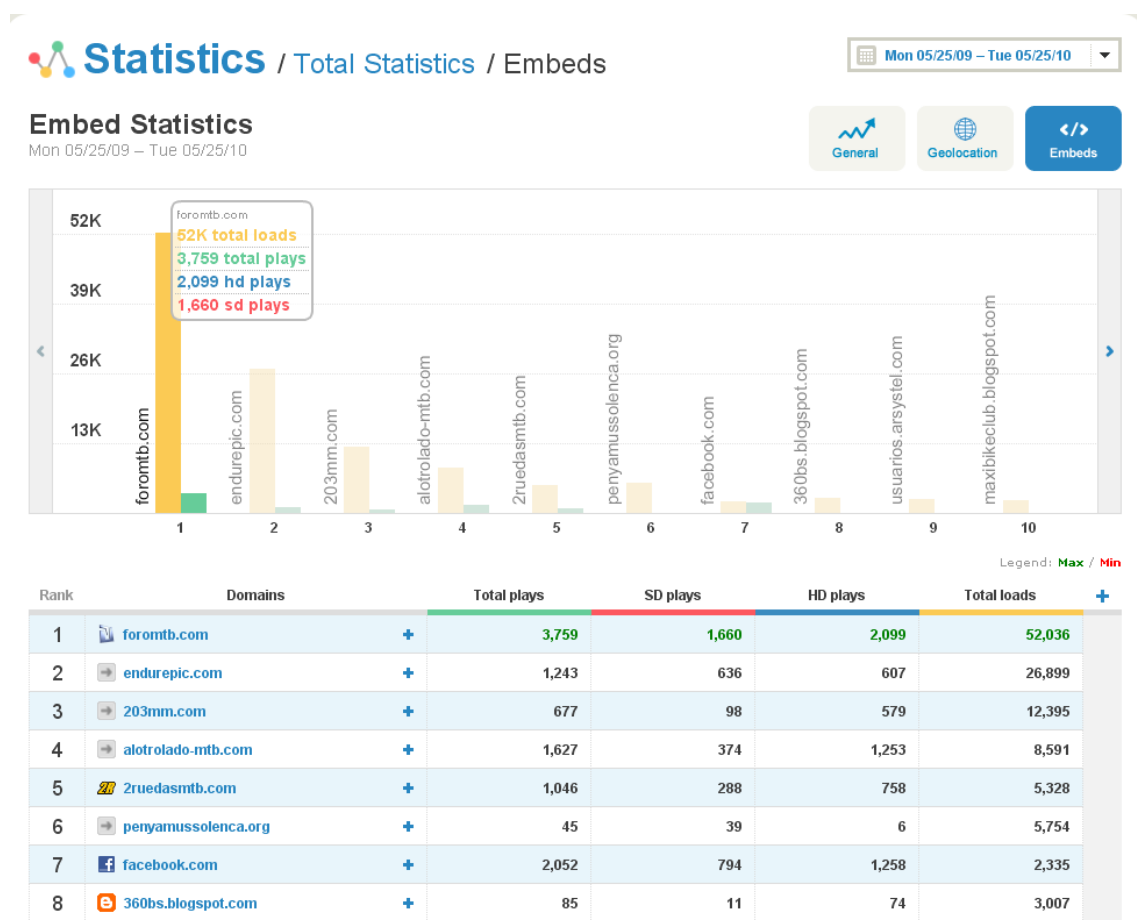 Statistics / Total Statistics / Embeds
Mon 05/25/09 – Tue 05/25/10
Embed Statistics
Mon 05/25/09 – Tue 05/25/10
General
Geolocation
</>
Embeds
52K
39K
26K
13K
foromtb.com
52K total loads
3,759 total plays
2,099 hd plays
1,660 sd plays
foromtb.com
endurepic.com
203mm.com
alotrolado-mtb.com
2ruedasmtb.com
penyamussolenca.org
facebook.com
360bs.blogspot.com
usuarios.arsystel.com
maxibikeclub.blogspot.com
1 2 3 4 5 6 7 8 9 10
Legend: Max / Min
Rank Domains Total plays SD plays HD plays Total loads +
1 foromtb.com + 3,759 1,660 2,099 52,036
2 endurepic.com + 1,243 636 607 26,899
3 203mm.com + 677 98 579 12,395
4 alotrolado-mtb.com + 1,627 374 1,253 8,591
5 2R 2ruedasmtb.com + 1,046 288 758 5,328
6 penyamussolenca.org + 45 39 6 5,754
7 facebook.com + 2,052 794 1,258 2,335
8 360bs.blogspot.com + 85 11 74 3,007